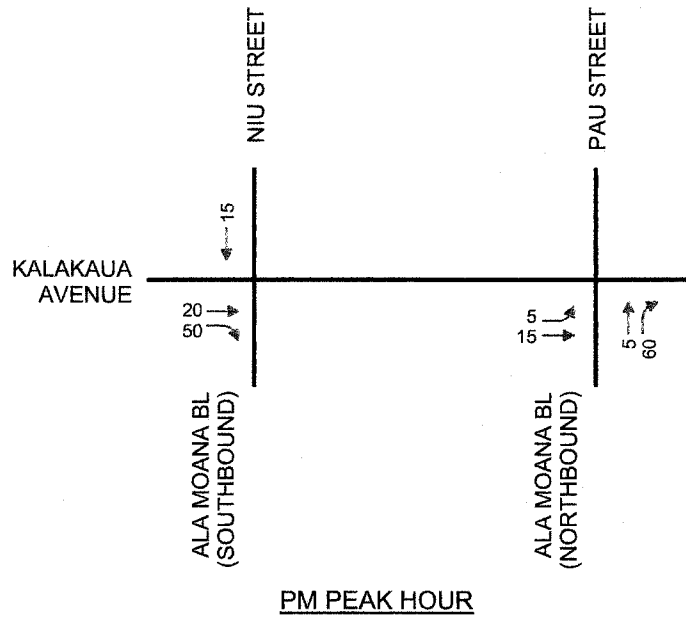 NIU STREET
PAU STREET
15
KALAKAUA
AVENUE
20
50
5
15
5
60
ALA MOANA BL
(SOUTHBOUND)
ALA MOANA BL
(NORTHBOUND)
PM PEAK HOUR